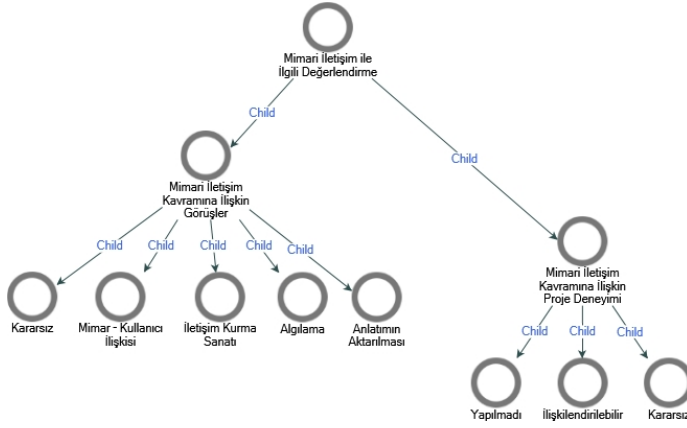 Mimari İletişim ile
İlgili Değerlendirme
Child
Child
Mimari İletişim
Kavramına İlişkin
Görüşler
Child
Child
Child
Child
Child
Mimari İletişim
Kavramına İlişkin
Proje Deneyimi
Kararsız
Mimar - Kullanıcı
İlişkisi
İletişim Kurma
Sanatı
Algılama
Anlatımın
Aktarılması
Child
Child
Child
Yapılmadı
İlişkilendirilebilir
Kararsız